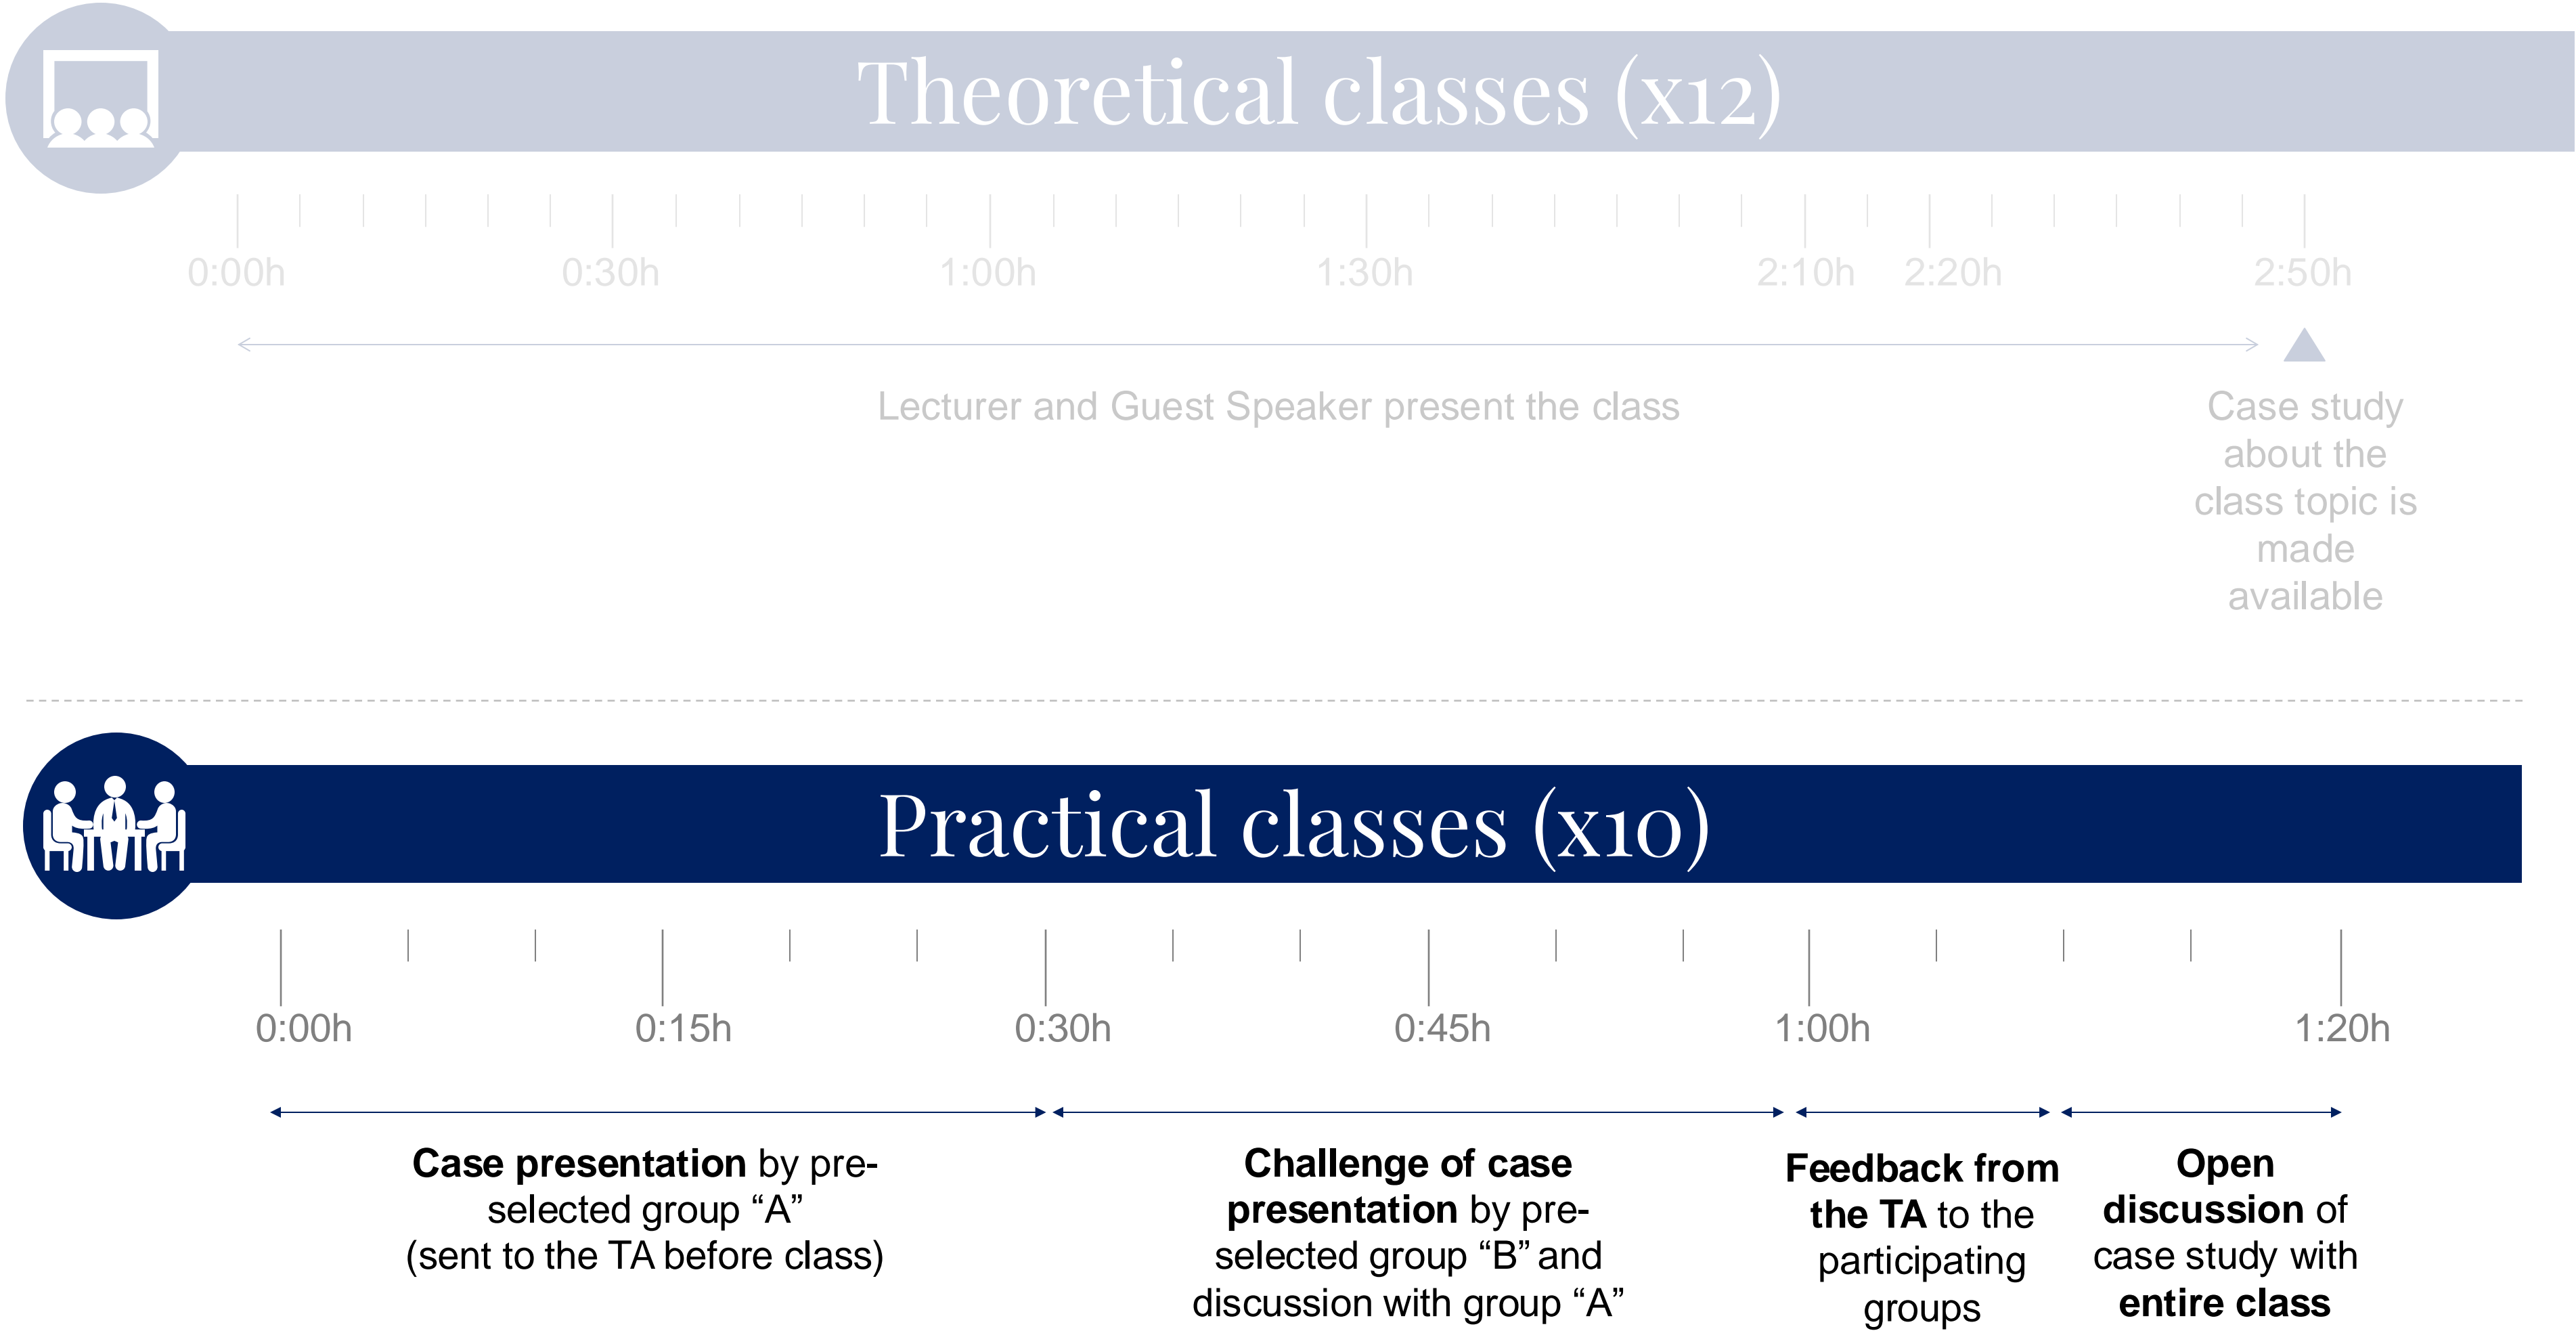 Theoretical classes (x12)
0:00h 0:30h 1:00h 1:30h 2:10h 2:20h 2:50h
Lecturer and Guest Speaker present the class
Case study
about the
class topic is
made
available
Practical classes (x10)
0:00h 0:15h 0:30h 0:45h 1:00h 1:20h
Case presentation by pre-
selected group “A”
(sent to the TA before class)
Challenge of case
presentation by pre-
selected group “B” and
discussion with group “A”
Feedback from
the TA to the
participating
groups
Open
discussion of
case study with
entire class